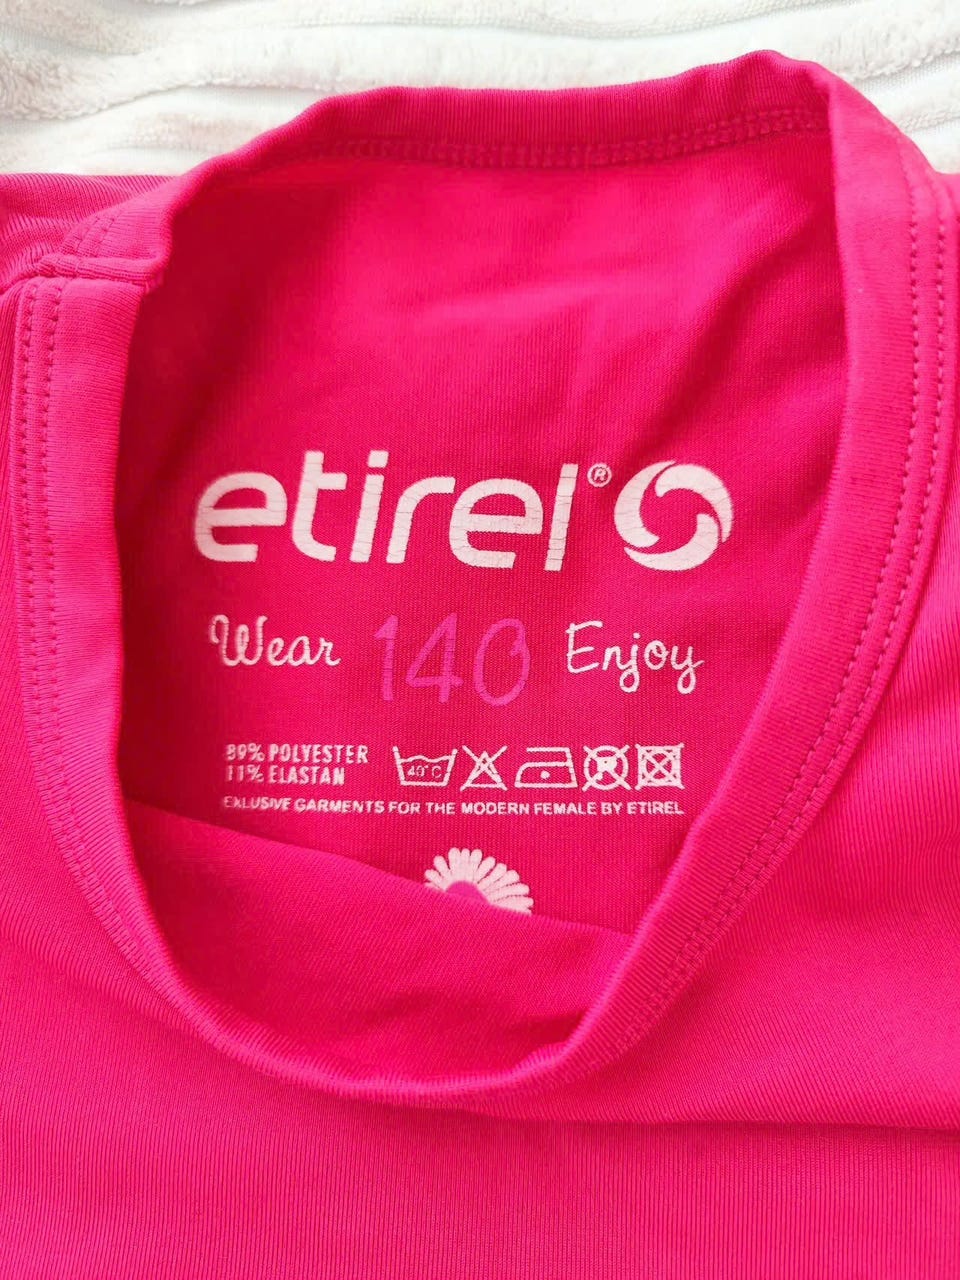 etirel®
Wear 140 Enjoy
89% POLYESTER
11% ELASTAN
40°C
EXLUSIVE GARMENTS FOR THE MODERN FEMALE BY ETIREL